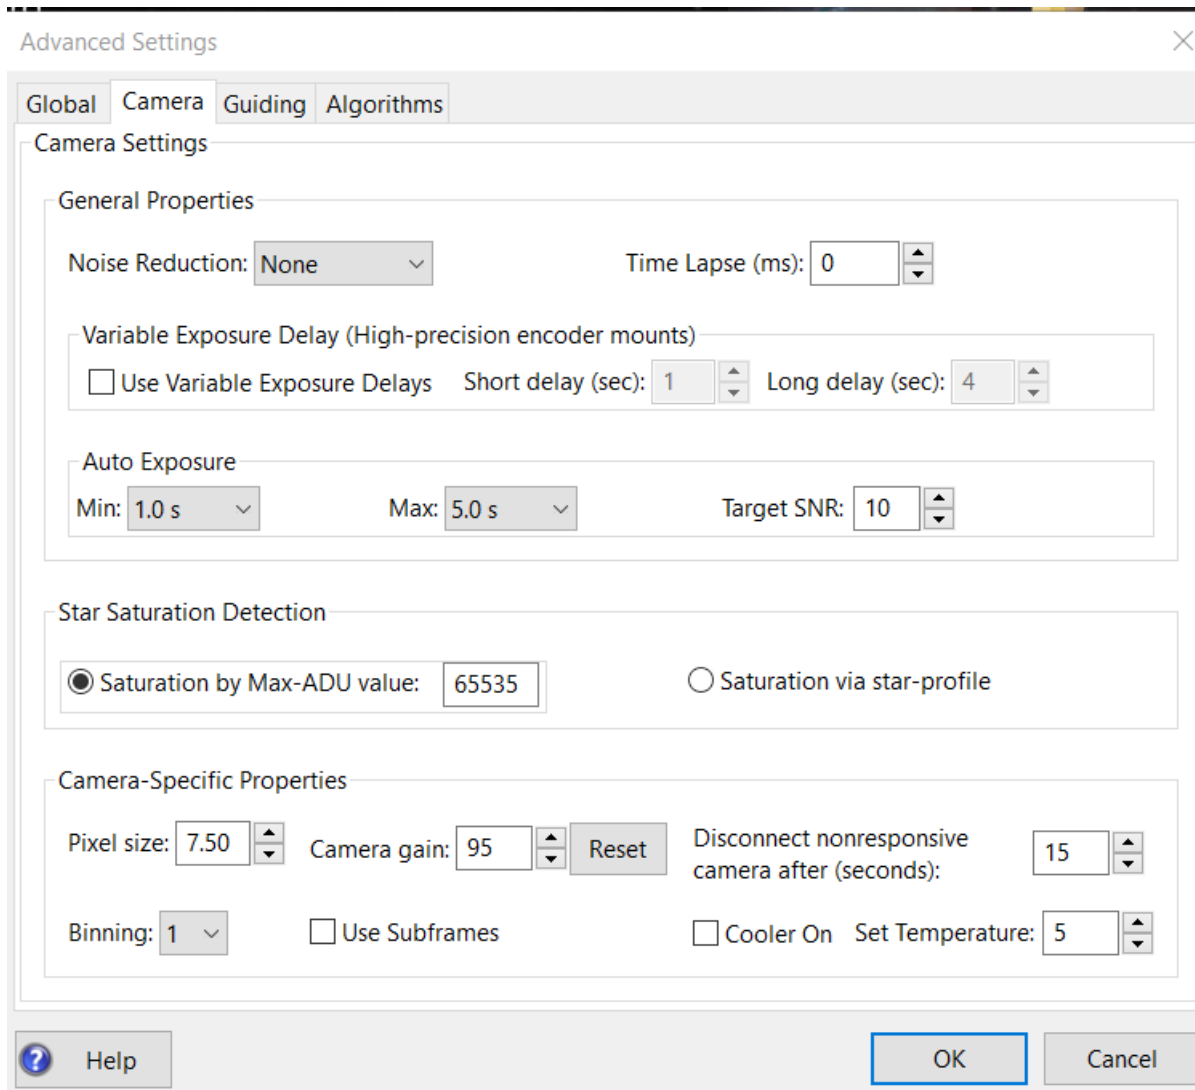 Advanced Settings
Global Camera Guiding Algorithms
Camera Settings
General Properties
Noise Reduction: None Time Lapse (ms): 0
Variable Exposure Delay (High-precision encoder mounts)
Use Variable Exposure Delays Short delay (sec): 1 Long delay (sec): 4
Auto Exposure
Min: 1.0 s Max: 5.0 s Target SNR: 10
Star Saturation Detection
Saturation by Max-ADU value: 65535 Saturation via star-profile
Camera-Specific Properties
Pixel size: 7.50 Camera gain: 95 Reset Disconnect nonresponsive
camera after (seconds): 15
Binning: 1 Use Subframes Cooler On Set Temperature: 5
? Help OK Cancel